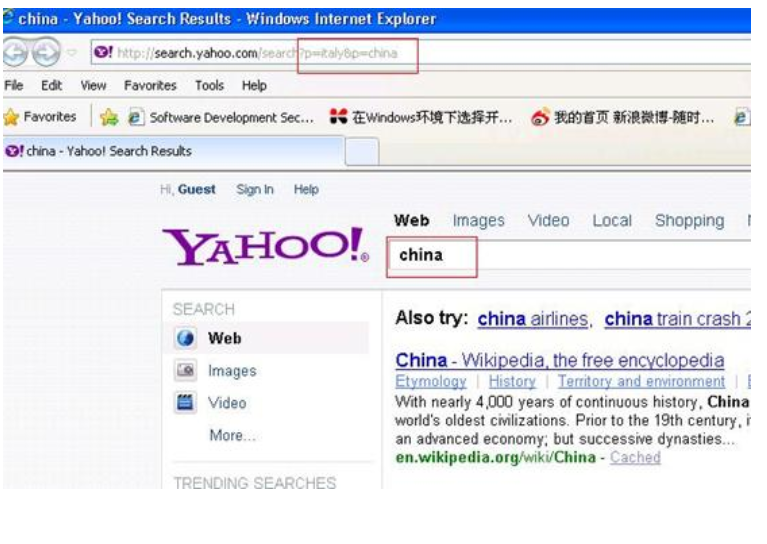 china - Yahoo! Search Results - Windows Internet Explorer
http://search.yahoo.com/search?p=italy&p=china
File Edit View Favorites Tools Help
Favorites Software Development Sec... 在Windows环境下选择开... 我的首页 新浪微博-随时...
china - Yahoo! Search Results
Hi, Guest Sign In Help
Web Images Video Local Shopping
YAHOO!
china
SEARCH
Web
Images
Video
More...
TRENDING SEARCHES
Also try: china airlines, china train crash 2
China - Wikipedia, the free encyclopedia
Etymology | History | Territory and environment |
With nearly 4,000 years of continuous history, China
world's oldest civilizations. Prior to the 19th century,
an advanced economy; but successive dynasties...
en.wikipedia.org/wiki/China - Cached